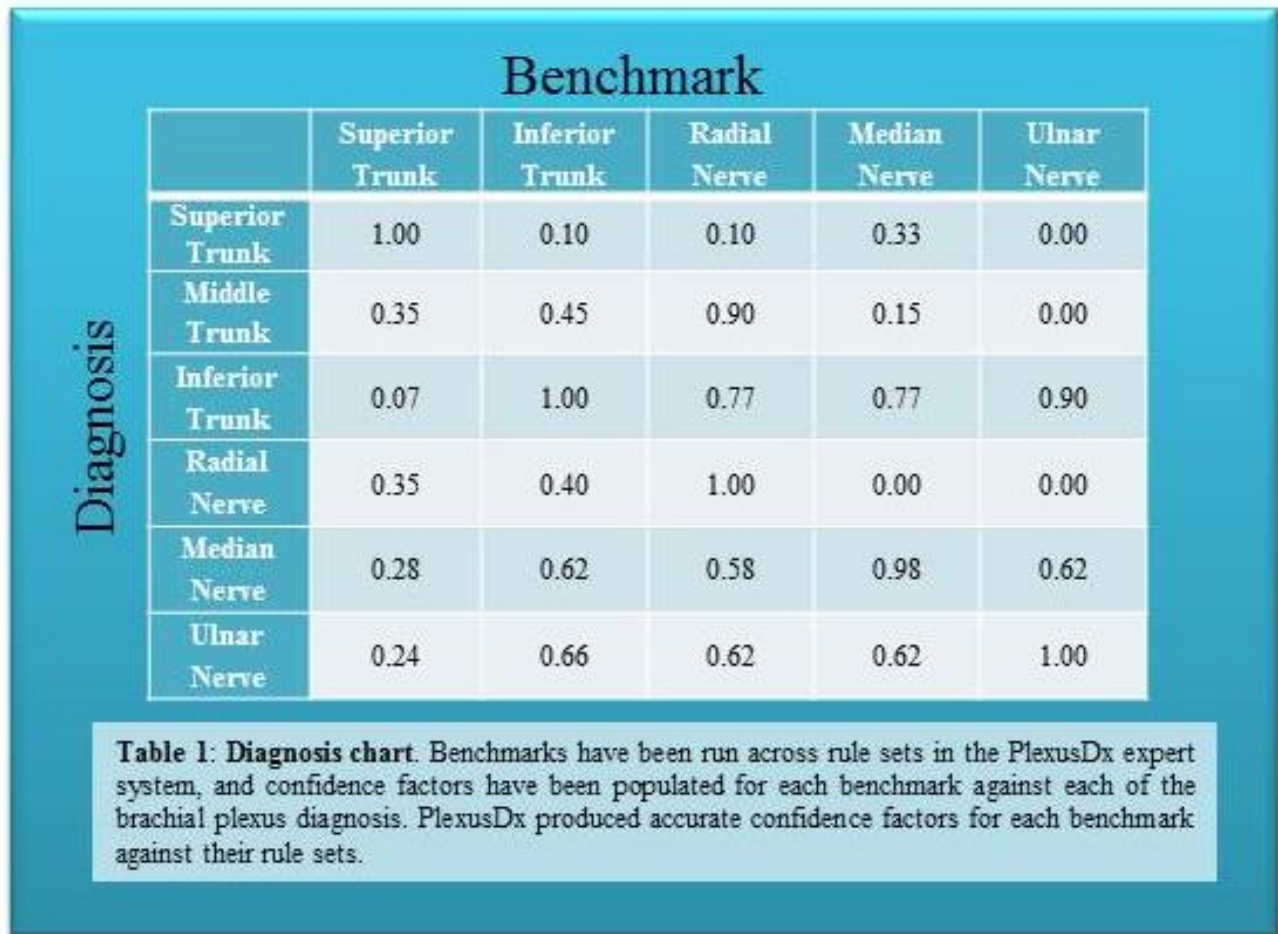 Benchmark
Superior Trunk Inferior Trunk Radial Nerve Median Nerve Ulnar Nerve
Diagnosis
Superior Trunk 1.00 0.10 0.10 0.33 0.00
Middle Trunk 0.35 0.45 0.90 0.15 0.00
Inferior Trunk 0.07 1.00 0.77 0.77 0.90
Radial Nerve 0.35 0.40 1.00 0.00 0.00
Median Nerve 0.28 0.62 0.58 0.98 0.62
Ulnar Nerve 0.24 0.66 0.62 0.62 1.00
Table 1: Diagnosis chart. Benchmarks have been run across rule sets in the PlexusDx expert
system, and confidence factors have been populated for each benchmark against each of the
brachial plexus diagnosis. PlexusDx produced accurate confidence factors for each benchmark
against their rule sets.